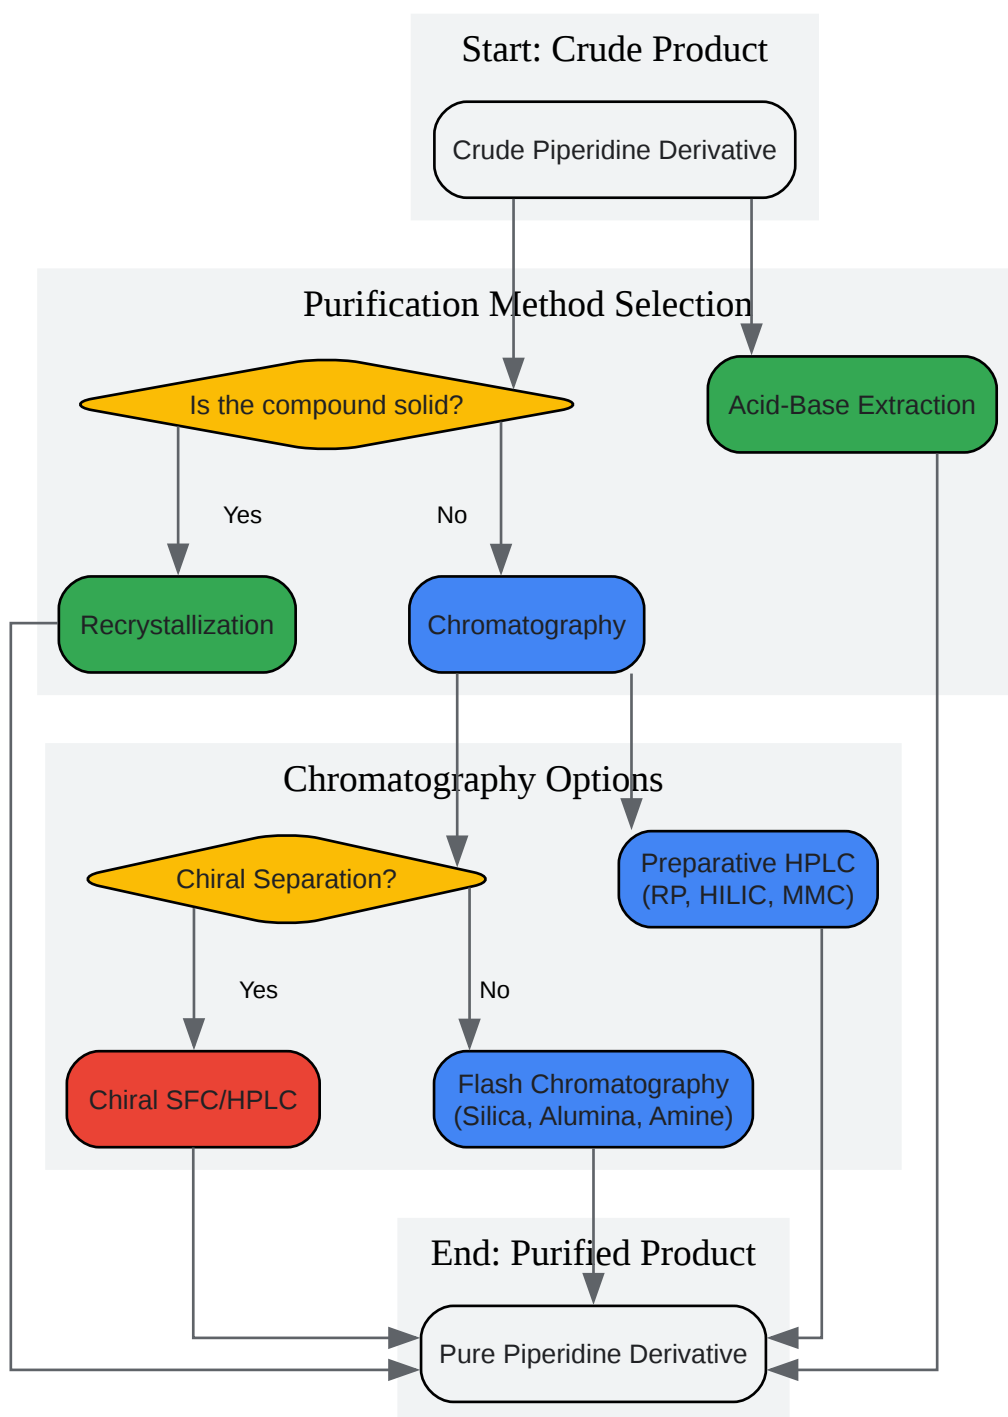 Start: Crude Product
Crude Piperidine Derivative
Purification Method Selection
Is the compound solid?
Acid-Base Extraction
Yes
No
Recrystallization
Chromatography
Chromatography Options
Chiral Separation?
Preparative HPLC
(RP, HILIC, MMC)
Yes
No
Chiral SFC/HPLC
Flash Chromatography
(Silica, Alumina, Amine)
End: Purified Product
Pure Piperidine Derivative